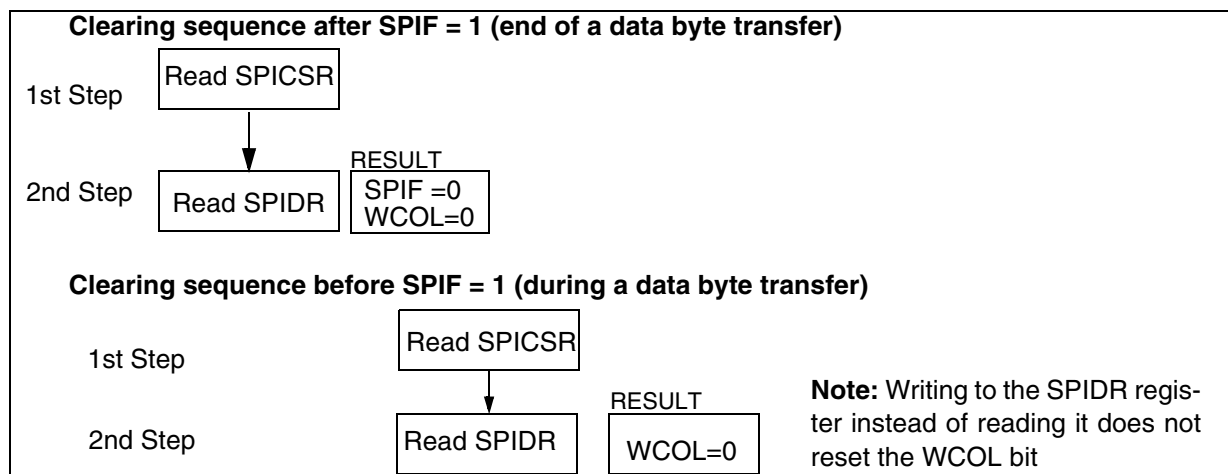 Clearing sequence after SPIF = 1 (end of a data byte transfer)
1st Step
Read SPICSR
2nd Step
Read SPIDR
RESULT
SPIF =0
WCOL=0
Clearing sequence before SPIF = 1 (during a data byte transfer)
1st Step
Read SPICSR
2nd Step
Read SPIDR
RESULT
WCOL=0
Note: Writing to the SPIDR regis-
ter instead of reading it does not
reset the WCOL bit